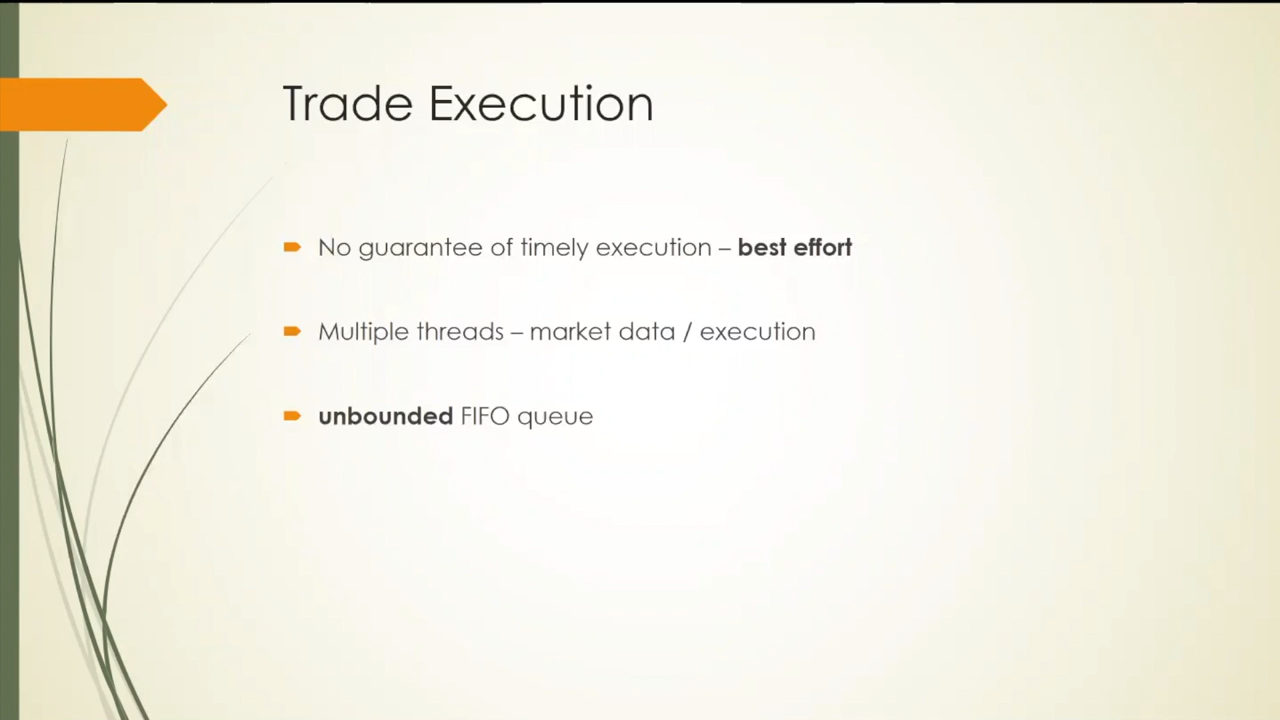 Trade Execution
No guarantee of timely execution – best effort
Multiple threads – market data / execution
unbounded FIFO queue